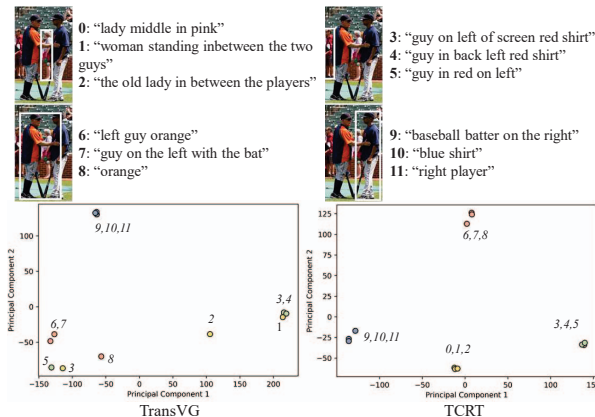 0: “lady middle in pink”
1: “woman standing inbetween the two
guys”
2: “the old lady in between the players”
3: “guy on left of screen red shirt”
4: “guy in back left red shirt”
5: “guy in red on left”
6: “left guy orange”
7: “guy on the left with the bat”
8: “orange”
9: “baseball batter on the right”
10: “blue shirt”
11: “right player”
Principal Component 2
100
50
0
−50
−150 −100 −50 0 50 100 150 200
9,10,11
3,4
1
2
6,7
8
5
3
Principal Component 1
TransVG
Principal Component 2
125
100
75
50
25
0
−25
−50
−100 −50 0 50 100 150
6,7,8
9,10,11
3,4,5
0,1,2
Principal Component 1
TCRT